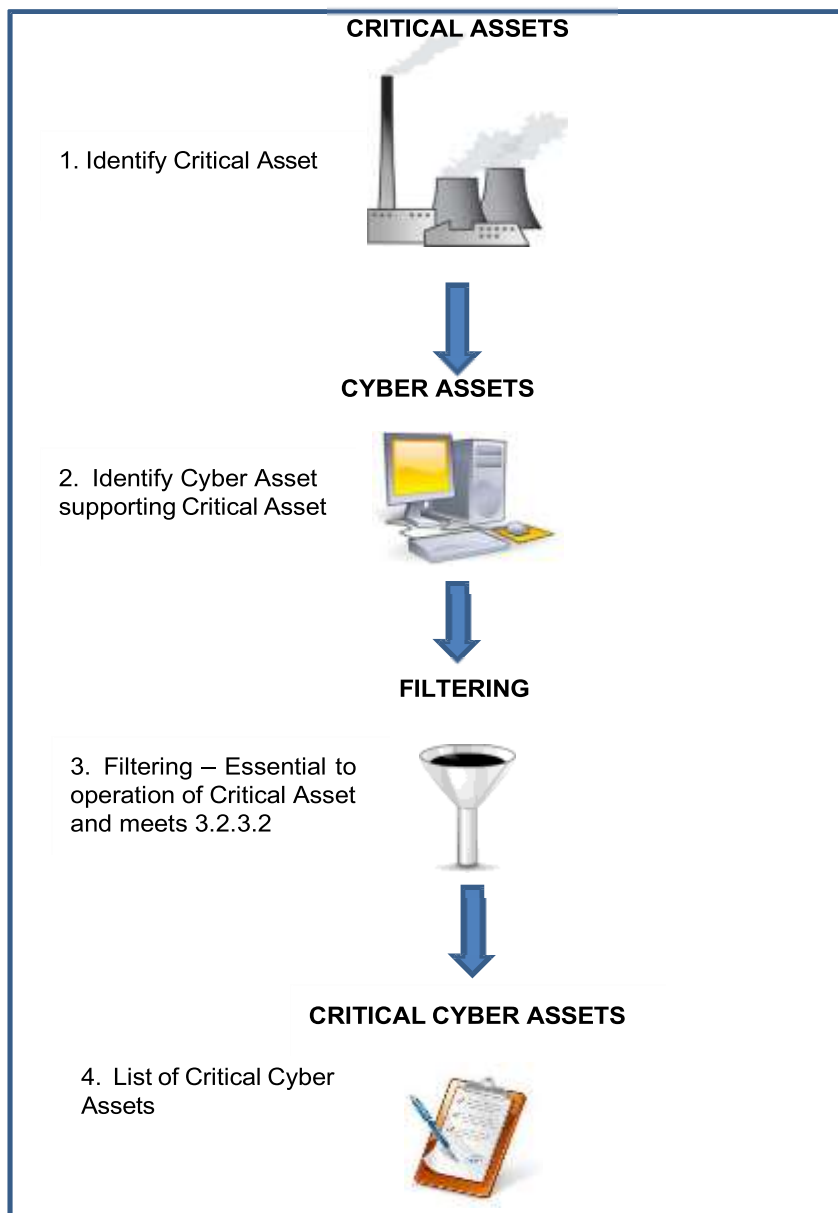 CRITICAL ASSETS
1. Identify Critical Asset
CYBER ASSETS
2. Identify Cyber Asset
supporting Critical Asset
FILTERING
3. Filtering – Essential to
operation of Critical Asset
and meets 3.2.3.2
CRITICAL CYBER ASSETS
4. List of Critical Cyber
Assets